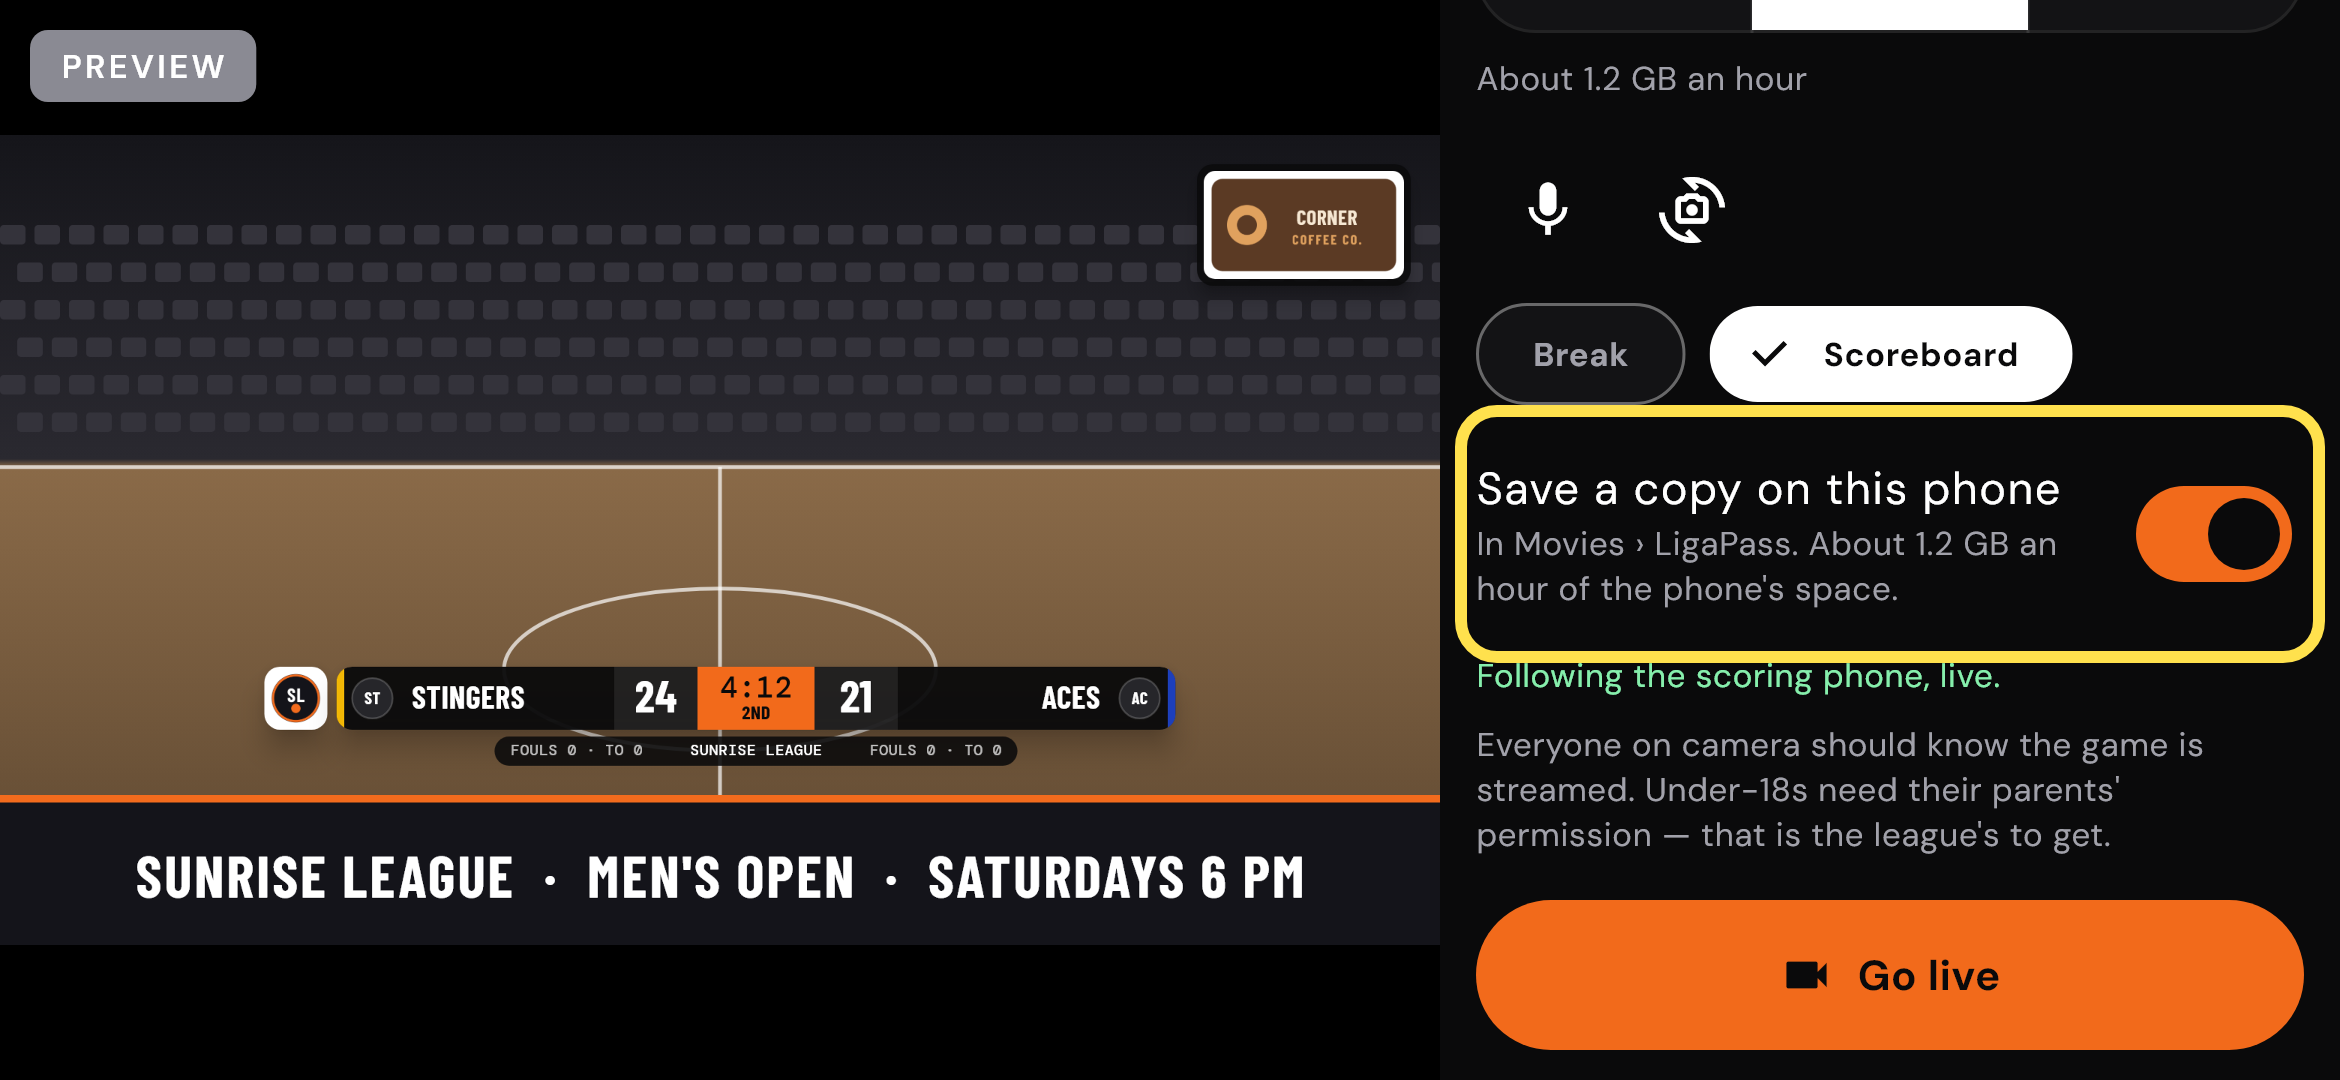 PREVIEW
CORNER
COFFEE CO.
SL
ST
STINGERS
24
4:12
2ND
21
ACES
AC
FOULS 0 · TO 0
SUNRISE LEAGUE
FOULS 0 · TO 0
SUNRISE LEAGUE · MEN'S OPEN · SATURDAYS 6 PM
About 1.2 GB an hour
Break
Scoreboard
Save a copy on this phone
In Movies › LigaPass. About 1.2 GB an
hour of the phone's space.
Following the scoring phone, live.
Everyone on camera should know the game is
streamed. Under-18s need their parents'
permission — that is the league's to get.
Go live